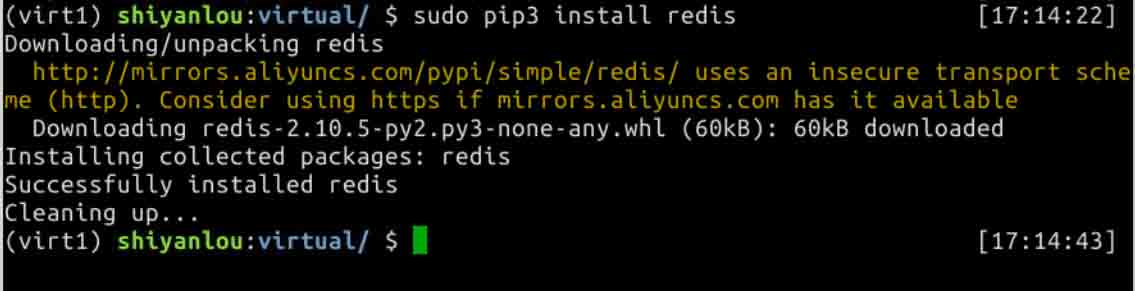 (virt1) shiyanlou:virtual/ $ sudo pip3 install redis [17:14:22]
Downloading/unpacking redis
  http://mirrors.aliyuncs.com/pypi/simple/redis/ uses an insecure transport sche
me (http). Consider using https if mirrors.aliyuncs.com has it available
  Downloading redis-2.10.5-py2.py3-none-any.whl (60kB): 60kB downloaded
Installing collected packages: redis
Successfully installed redis
Cleaning up...
(virt1) shiyanlou:virtual/ $ [17:14:43]